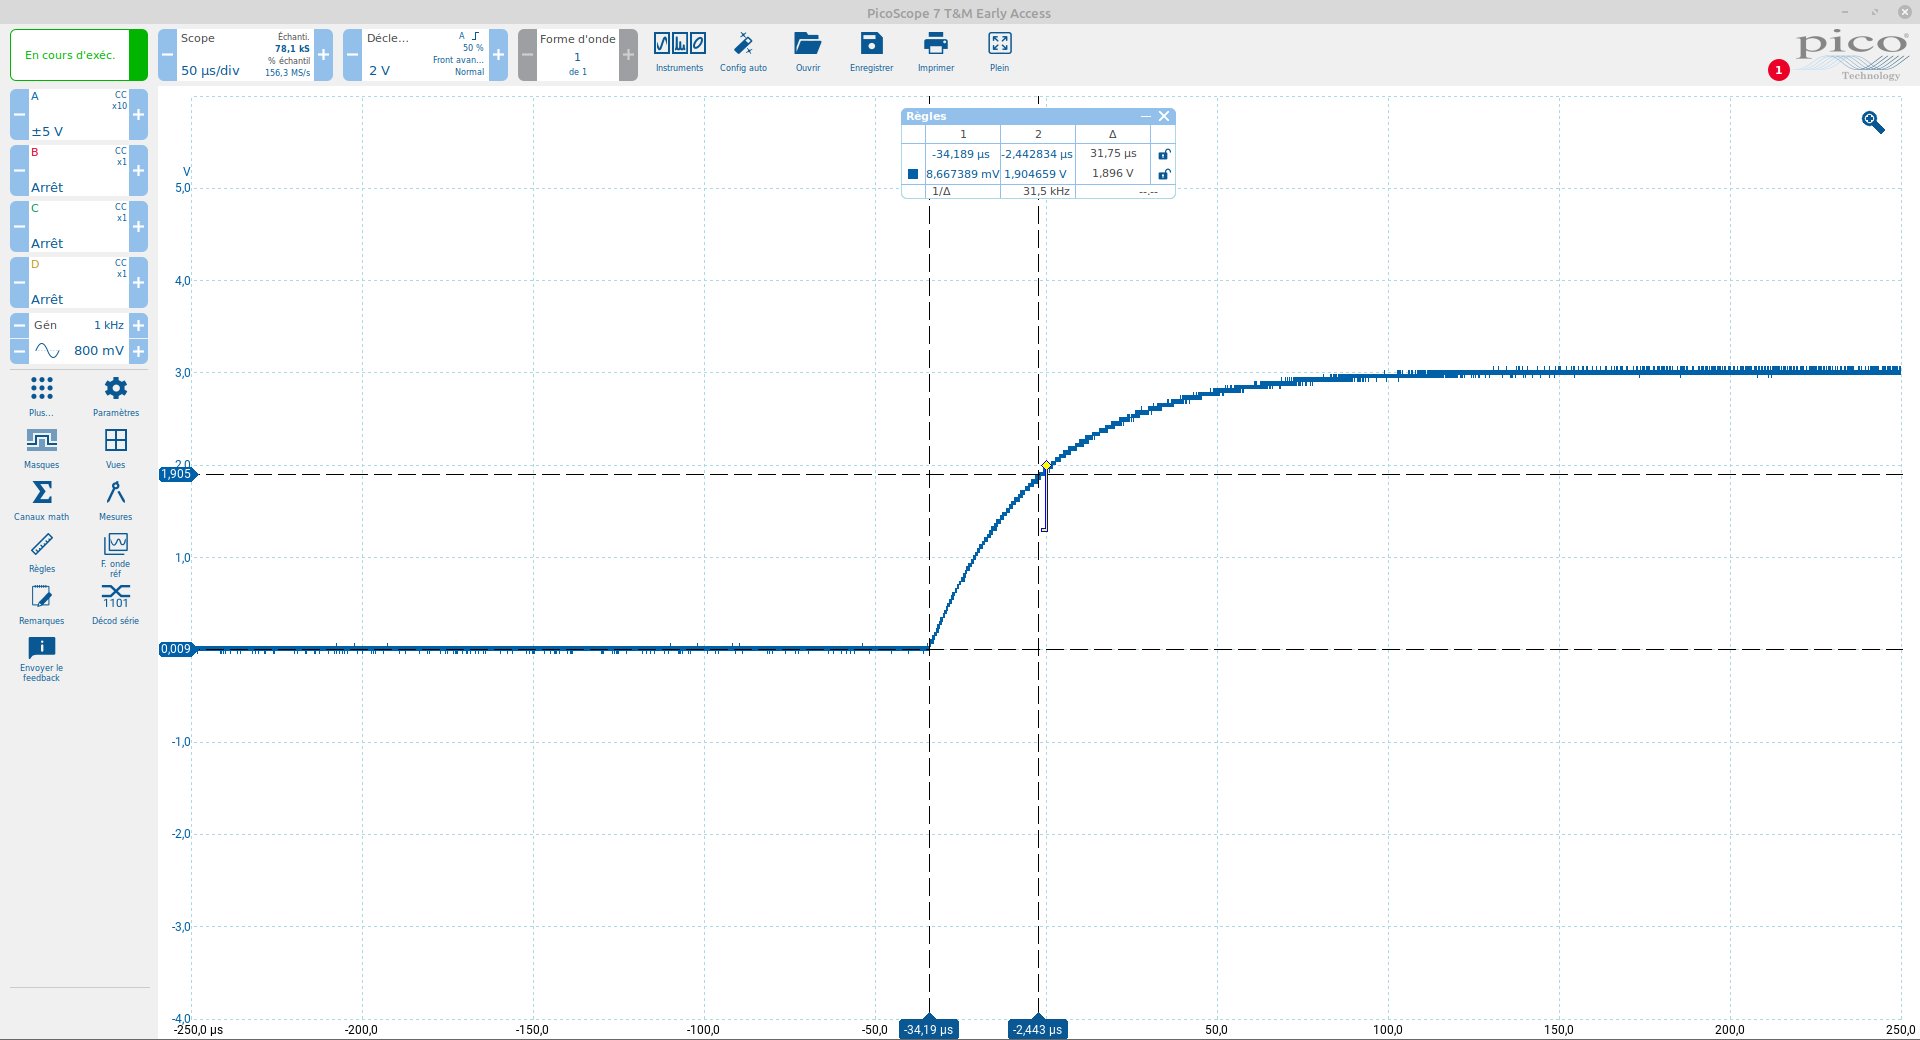 PicoScope 7 T&M Early Access
En cours d'exéc.
Scope
50 µs/div
Échanti.
78,1 kS
% échantil
156,3 MS/s
Décle...
2 V
A
50 %
Front avan...
Normal
Forme d'onde
1
de 1
Instruments
Config auto
Ouvrir
Enregistrer
Imprimer
Plein
1
pico
Technology
A
CC
x10
±5 V
B
CC
x1
Arrêt
C
CC
x1
Arrêt
D
CC
x1
Arrêt
Gén
1 kHz
800 mV
Plus...
Paramètres
Masques
Vues
Canaux math
Mesures
Règles
F. onde
réf
Remarques
1101
Décod série
Envoyer le
feedback
Règles
1 2 Δ
-34,189 µs -2,442834 µs 31,75 µs
8,667389 mV 1,904659 V 1,896 V
1/Δ 31,5 kHz --.--
V
5,0
4,0
3,0
2,0
1,905
1,0
0,009
-1,0
-2,0
-3,0
-4,0
-250,0 µs -200,0 -150,0 -100,0 -50,0 -34,19 µs -2,443 µs 50,0 100,0 150,0 200,0 250,0